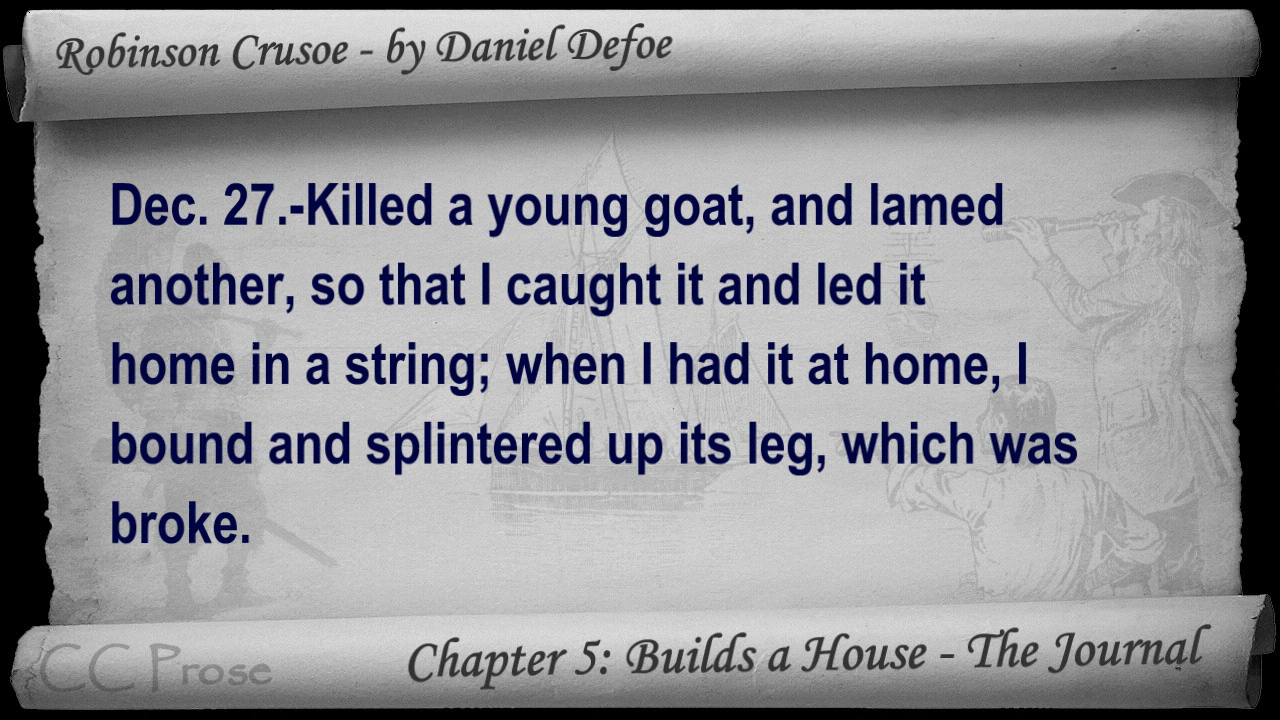 Robinson Crusoe - by Daniel Defoe
Dec. 27.-Killed a young goat, and lamed
another, so that I caught it and led it
home in a string; when I had it at home, I
bound and splintered up its leg, which was
broke.
CC Prose
Chapter 5: Builds a House - The Journal